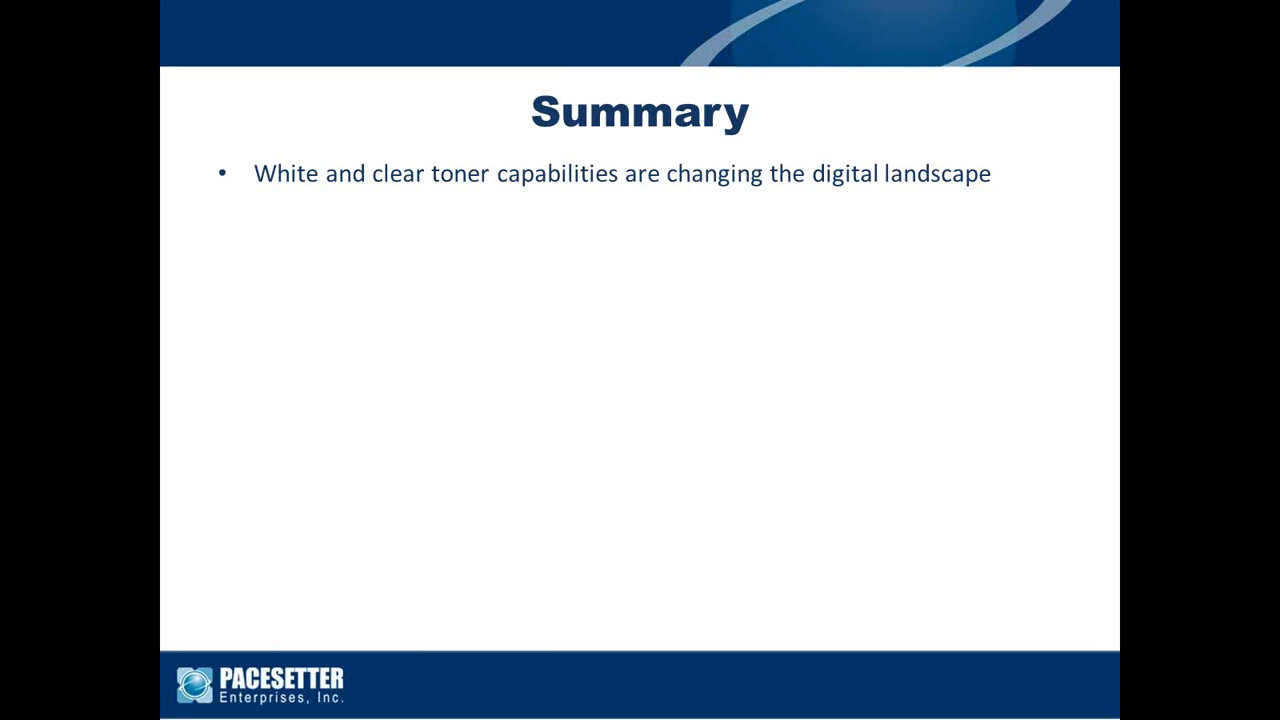 Summary
• White and clear toner capabilities are changing the digital landscape
PACESETTER
Enterprises, Inc.